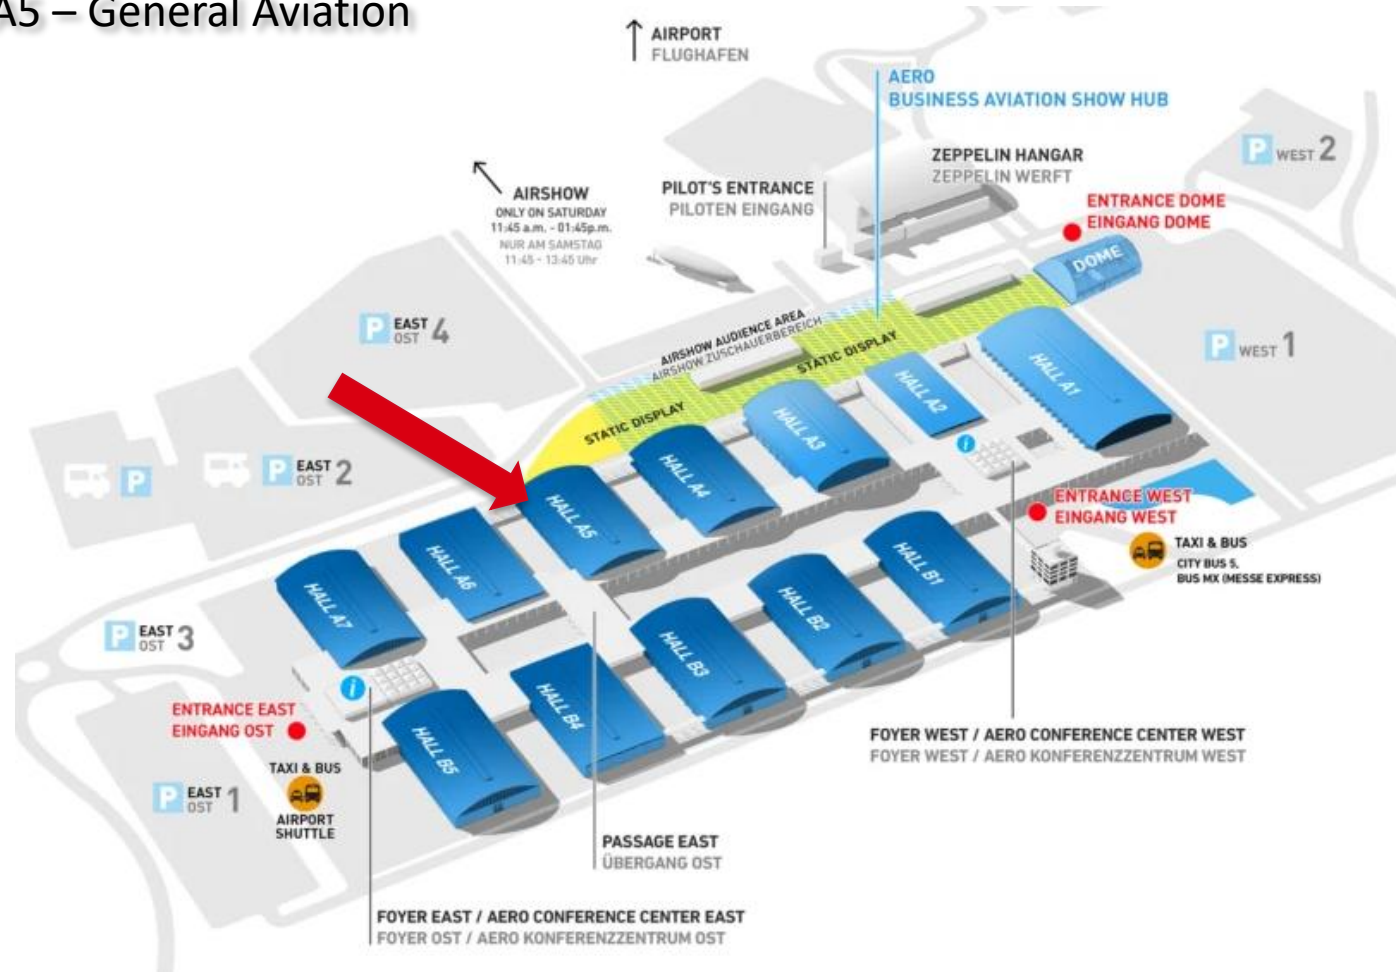 A5 – General Aviation
AIRPORT
FLUGHAFEN
AERO
BUSINESS AVIATION SHOW HUB
P WEST 2
ZEPPELIN HANGAR
ZEPPELIN WERFT
AIRSHOW
ONLY ON SATURDAY
11:45 a.m. - 01:45p.m.
NUR AM SAMSTAG
11:45 - 13:45 Uhr
PILOT'S ENTRANCE
PILOTEN EINGANG
ENTRANCE DOME
EINGANG DOME
DOME
P EAST 4
OST
AIRSHOW AUDIENCE AREA
AIRSHOW ZUSCHAUERBEREICH
STATIC DISPLAY
P WEST 1
HALL A1
HALL A2
HALL A3
STATIC DISPLAY
HALL A4
HALL A5
HALL A6
HALL A7
P
P EAST 2
OST
i
ENTRANCE WEST
EINGANG WEST
TAXI & BUS
CITY BUS 5,
BUS MX (MESSE EXPRESS)
HALL B1
HALL B2
HALL B3
HALL B4
HALL B5
P EAST 3
OST
i
ENTRANCE EAST
EINGANG OST
TAXI & BUS
AIRPORT
SHUTTLE
P EAST 1
OST
FOYER WEST / AERO CONFERENCE CENTER WEST
FOYER WEST / AERO KONFERENZZENTRUM WEST
PASSAGE EAST
ÜBERGANG OST
FOYER EAST / AERO CONFERENCE CENTER EAST
FOYER OST / AERO KONFERENZZENTRUM OST